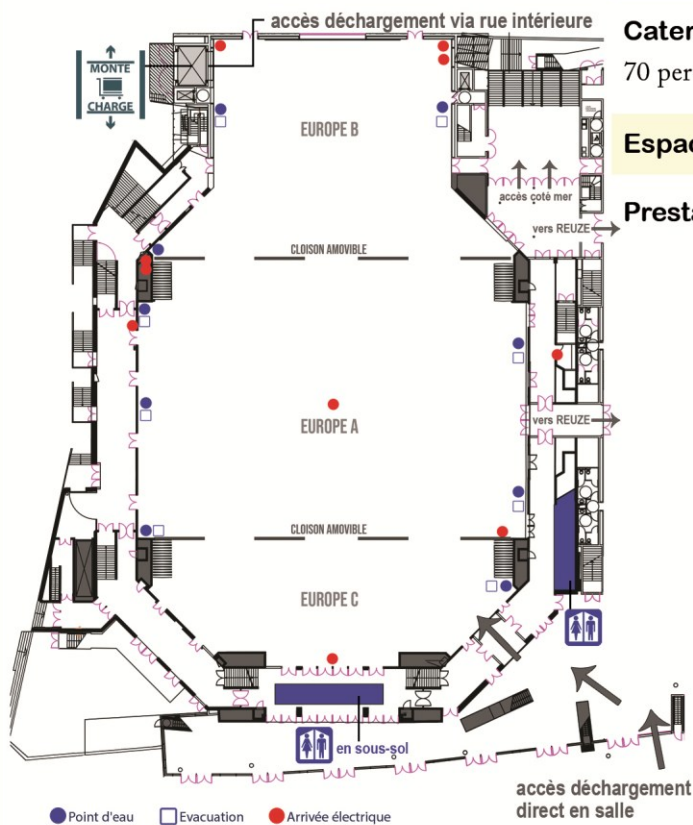 accès déchargement via rue intérieure
MONTE
CHARGE
Cater
70 per
EUROPE B
Espac
accès coté mer
Presta
vers REUZE
CLOISON AMOVIBLE
EUROPE A
vers REUZE
CLOISON AMOVIBLE
EUROPE C
en sous-sol
accès déchargement
direct en salle
Point d'eau
Evacuation
Arrivée électrique